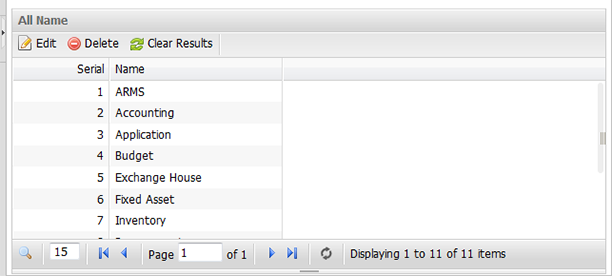 All Name
Edit Delete Clear Results
Serial Name
1 ARMS
2 Accounting
3 Application
4 Budget
5 Exchange House
6 Fixed Asset
7 Inventory
15 Page 1 of 1 Displaying 1 to 11 of 11 items